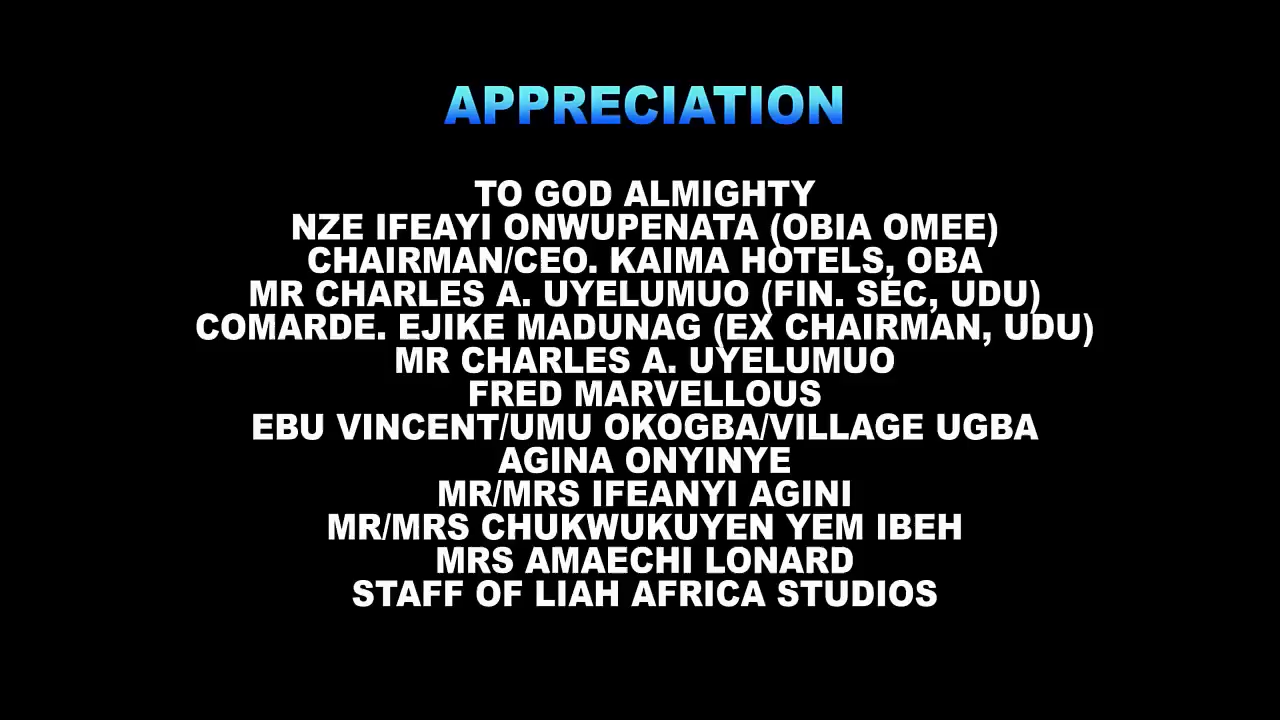 APPRECIATION
TO GOD ALMIGHTY
NZE IFEAYI ONWUPENATA (OBIA OMEE)
CHAIRMAN/CEO. KAIMA HOTELS, OBA
MR CHARLES A. UYELUMUO (FIN. SEC, UDU)
COMARDE. EJIKE MADUNAG (EX CHAIRMAN, UDU)
MR CHARLES A. UYELUMUO
FRED MARVELLOUS
EBU VINCENT/UMU OKOGBA/VILLAGE UGBA
AGINA ONYINYE
MR/MRS IFEANYI AGINI
MR/MRS CHUKWUKUYEN YEM IBEH
MRS AMAECHI LONARD
STAFF OF LIAH AFRICA STUDIOS